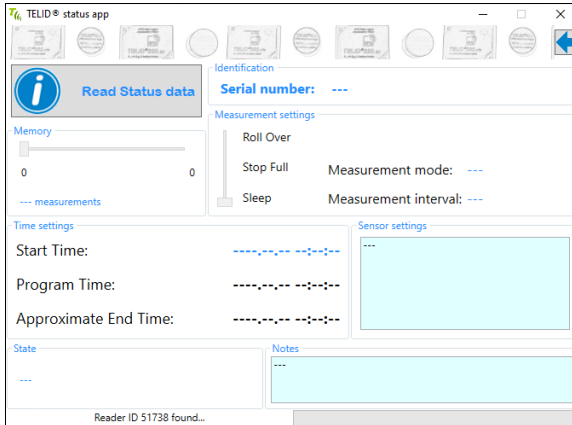 TELID® status app
Identification
Read Status data
Serial number: ---
Measurement settings
Memory
Roll Over
0 0
Stop Full
Measurement mode: ---
--- measurements
Sleep
Measurement interval: ---
Time settings
Sensor settings
Start Time: ----.--.-- --:--:--
---
Program Time: ----.--.-- --:--:--
Approximate End Time: ----.--.-- --:--:--
State
Notes
---
---
Reader ID 51738 found...